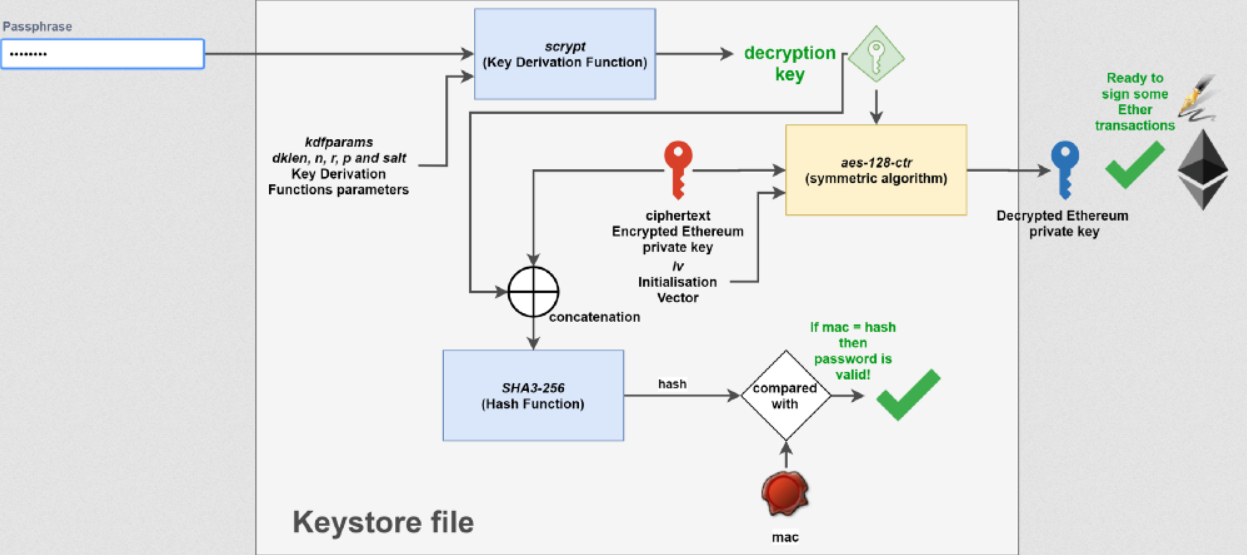 Passphrase
••••••••
scrypt
(Key Derivation Function)
decryption
key
Ready to
sign some
Ether
transactions
kdfparams
dklen, n, r, p and salt
Key Derivation
Functions parameters
aes-128-ctr
(symmetric algorithm)
ciphertext
Encrypted Ethereum
private key
iv
Initialisation
Vector
Decrypted Ethereum
private key
concatenation
If mac = hash
then
password is
valid!
SHA3-256
(Hash Function)
hash
compared
with
mac
Keystore file